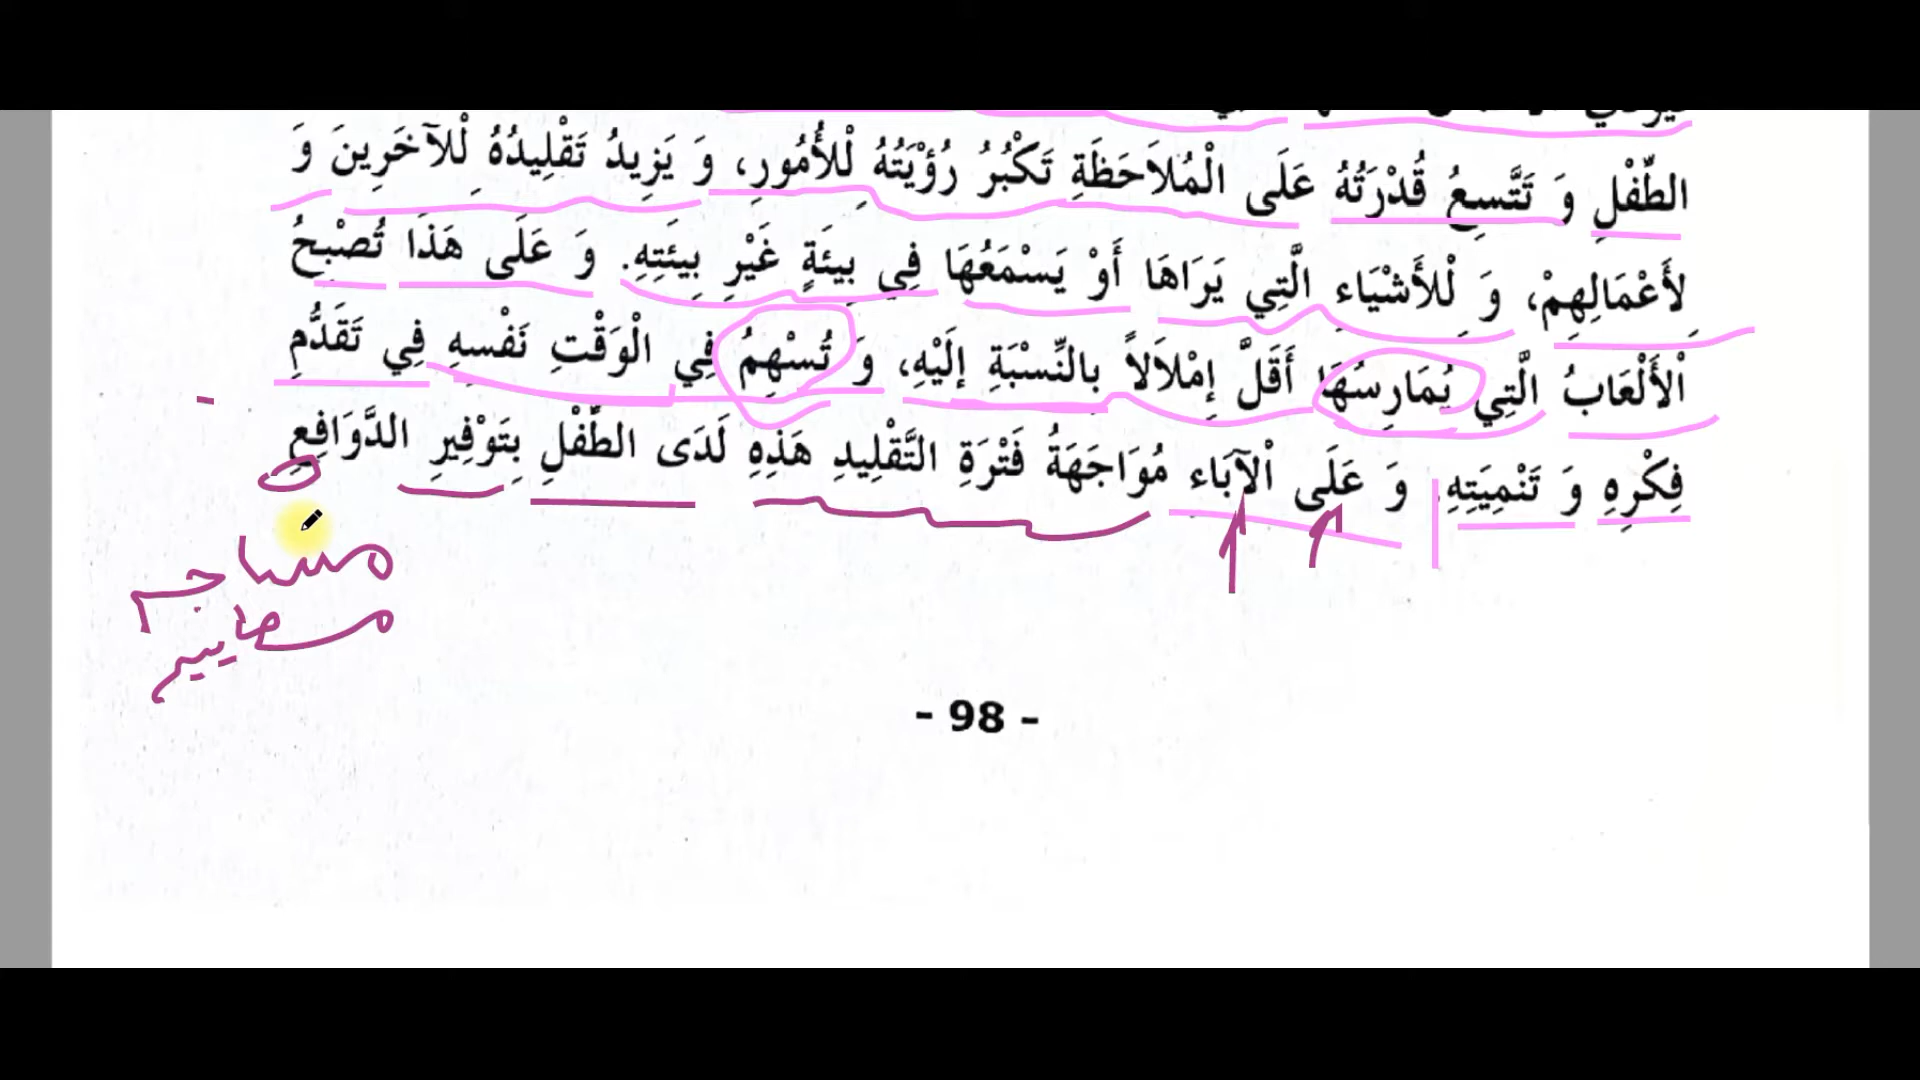 الطِّفْلِ وَ تَتَّسِعُ قُدْرَتُهُ عَلَى الْمُلَاحَظَةِ تَكْبُرُ رُؤْيَتُهُ لِلْأُمُورِ، وَ يَزِيدُ تَقْلِيدُهُ لِلْآخَرِينَ وَ
لِأَعْمَالِهِمْ، وَ لِلْأَشْيَاء الَّتِي يَرَاهَا أَوْ يَسْمَعُهَا فِي بِيئَةٍ غَيْرِ بِيئَتِهِ. وَ عَلَى هَذَا تُصْبِحُ
الْأَلْعَابُ الَّتِي يُمَارِسُهَا أَقَلَّ إِمْلَالاً بِالنِّسْبَةِ إِلَيْهِ، وَ تُسْهِمُ فِي الْوَقْتِ نَفْسِهِ فِي تَقَدُّمِ
فِكْرِهِ وَ تَنْمِيَتِهِ. وَ عَلَى الْآبَاءِ مُوَاجَهَةُ فَتْرَةِ التَّقْلِيدِ هَذِهِ لَدَى الطِّفْلِ بِتَوْفِيرِ الدَّوَافِعِ
مساجد
- 98 -